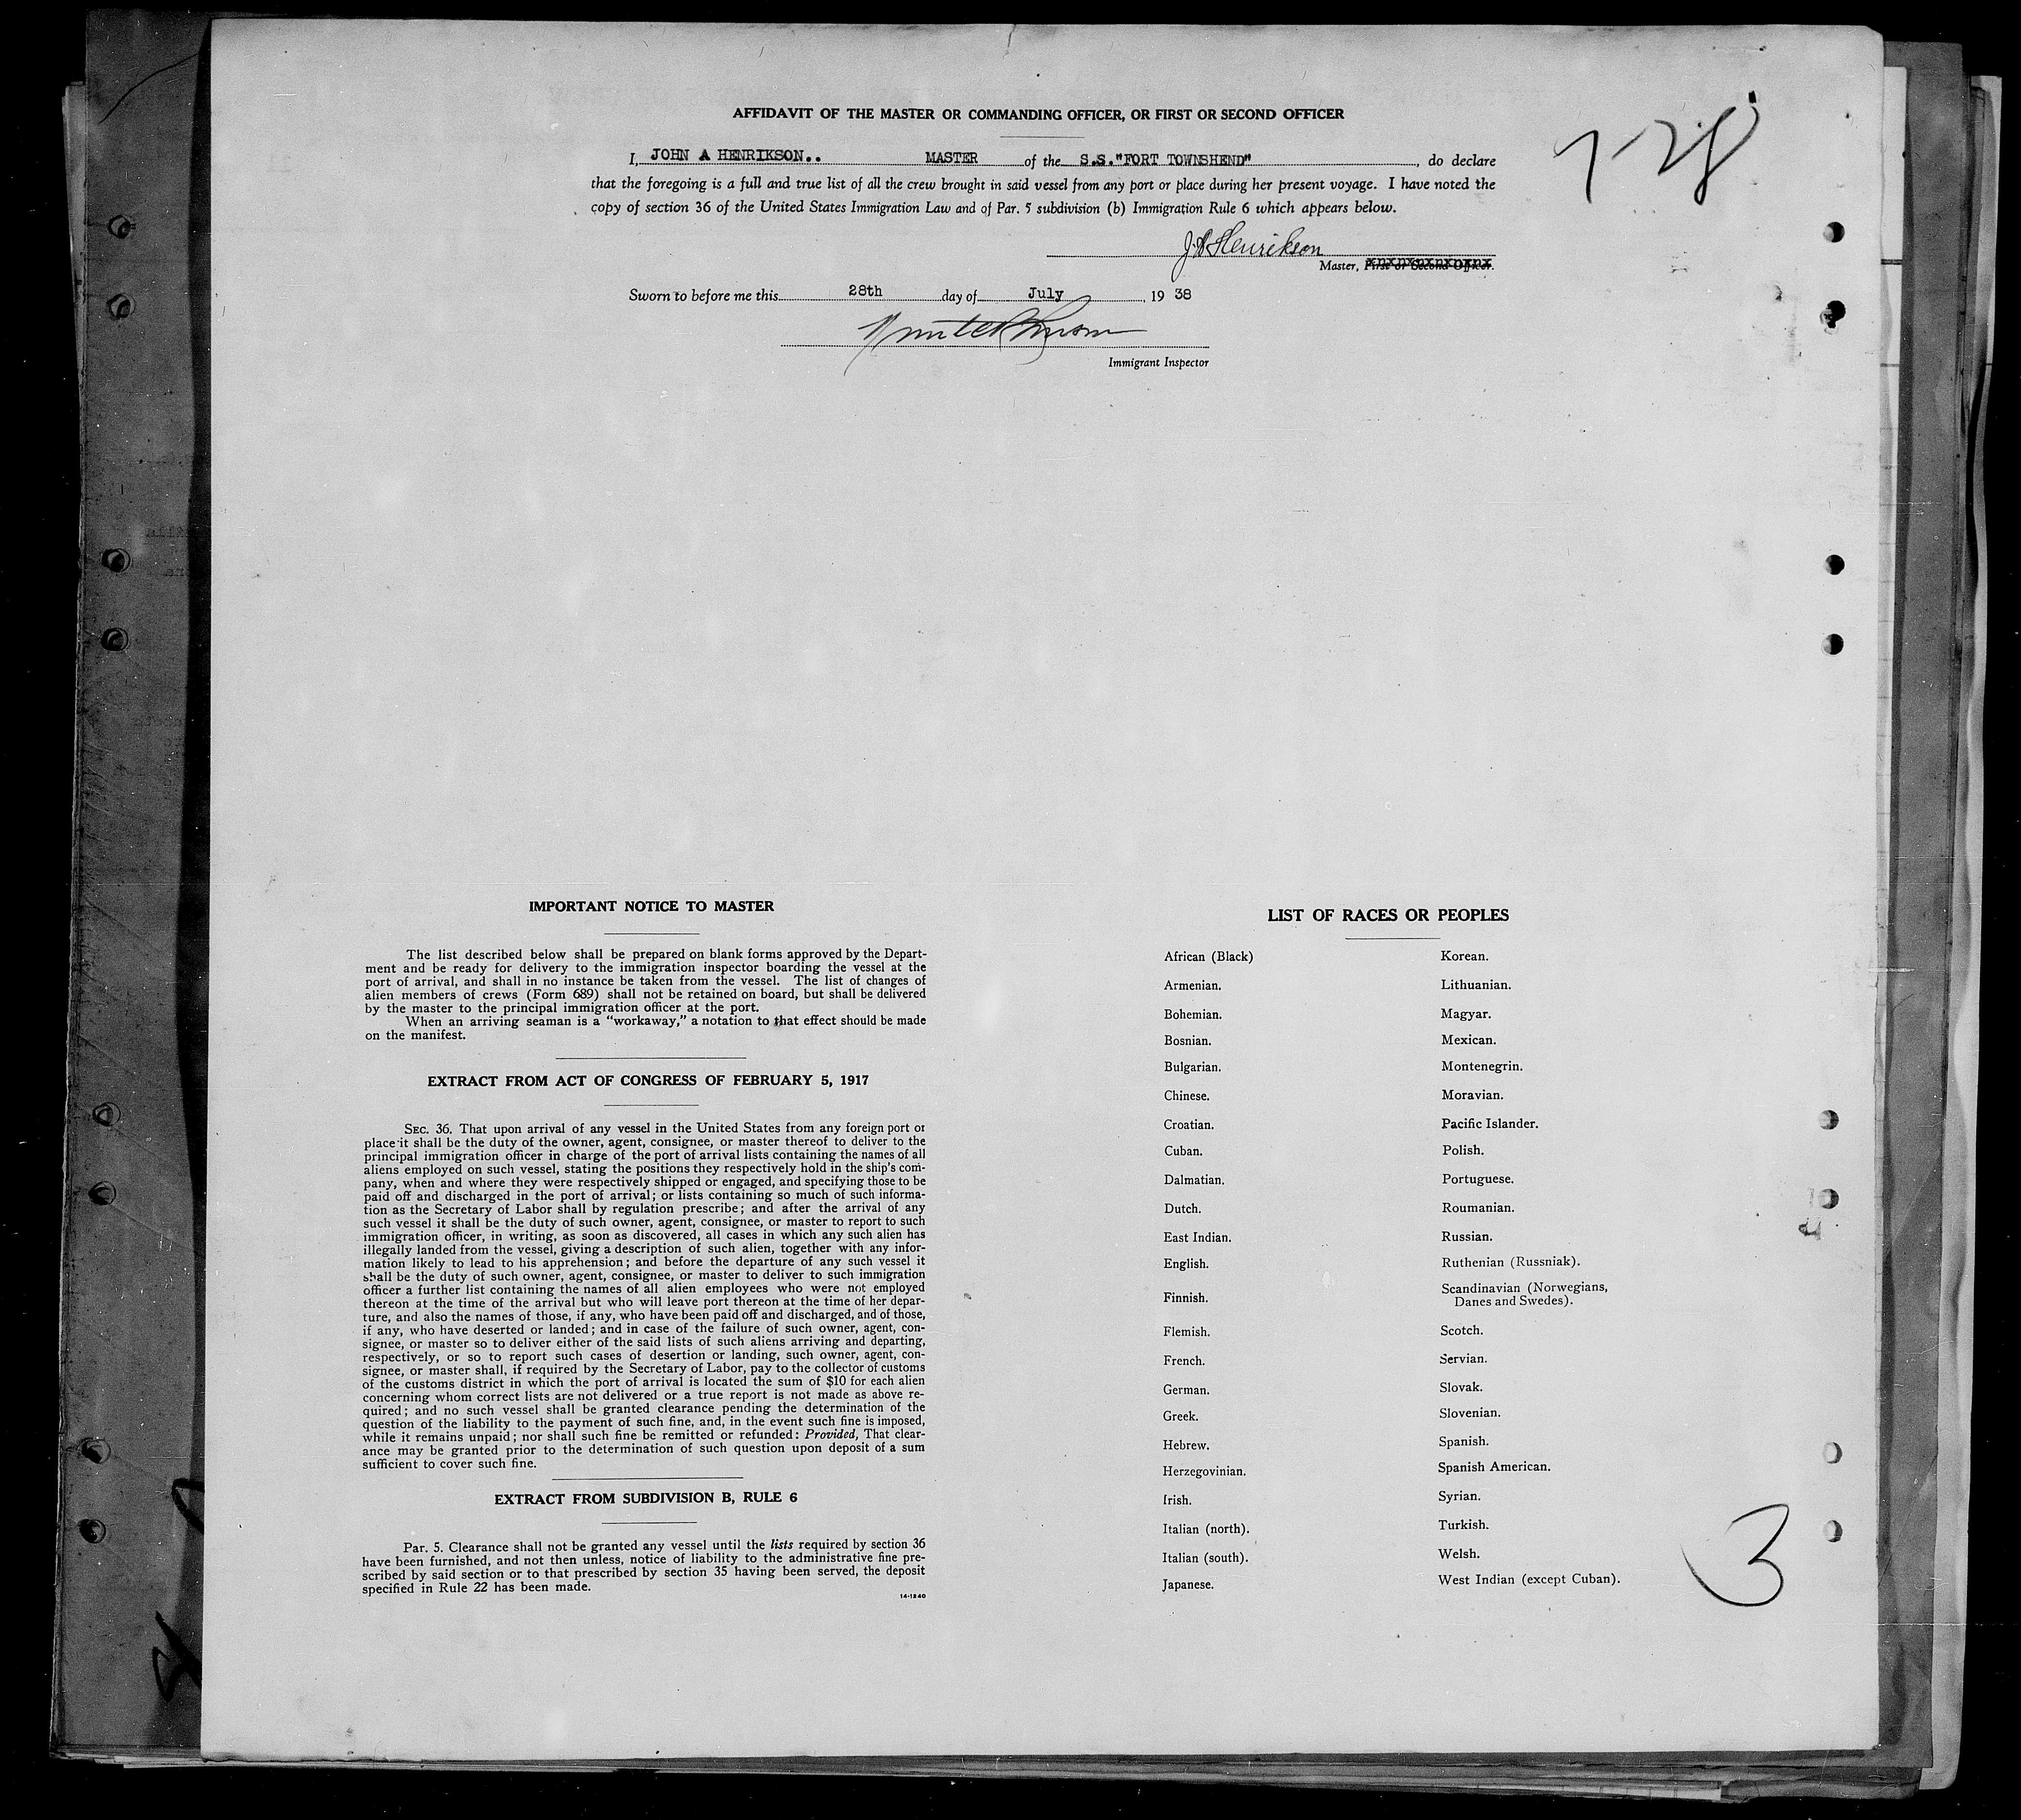 AFFIDAVIT OF THE MASTER OR COMMANDING OFFICER, OR FIRST OR SECOND OFFICER
I, JOHN A HENRIKSON.. MASTER of the S.S."FORT TOWNSHEND", do declare
that the foregoing is a full and true list of all the crew brought in said vessel from any port or place during her present voyage. I have noted the
copy of section 36 of the United States Immigration Law and of Par. 5 subdivision (b) Immigration Rule 6 which appears below.
J. A Henrikson
Master, First or Second Officer.
Sworn to before me this 28th day of July, 19 38
Immigrant Inspector
7-28
IMPORTANT NOTICE TO MASTER
The list described below shall be prepared on blank forms approved by the Depart-
ment and be ready for delivery to the immigration inspector boarding the vessel at the
port of arrival, and shall in no instance be taken from the vessel. The list of changes of
alien members of crews (Form 689) shall not be retained on board, but shall be delivered
by the master to the principal immigration officer at the port.
When an arriving seaman is a “workaway,” a notation to that effect should be made
on the manifest.
EXTRACT FROM ACT OF CONGRESS OF FEBRUARY 5, 1917
SEC. 36. That upon arrival of any vessel in the United States from any foreign port or
place it shall be the duty of the owner, agent, consignee, or master thereof to deliver to the
principal immigration officer in charge of the port of arrival lists containing the names of all
aliens employed on such vessel, stating the positions they respectively hold in the ship's com-
pany, when and where they were respectively shipped or engaged, and specifying those to be
paid off and discharged in the port of arrival; or lists containing so much of such informa-
tion as the Secretary of Labor shall by regulation prescribe; and after the arrival of any
such vessel it shall be the duty of such owner, agent, consignee, or master to report to such
immigration officer, in writing, as soon as discovered, all cases in which any such alien has
illegally landed from the vessel, giving a description of such alien, together with any infor-
mation likely to lead to his apprehension; and before the departure of any such vessel it
shall be the duty of such owner, agent, consignee, or master to deliver to such immigration
officer a further list containing the names of all alien employees who were not employed
thereon at the time of the arrival but who will leave port thereon at the time of her depar-
ture, and also the names of those, if any, who have been paid off and discharged, and of those,
if any, who have deserted or landed; and in case of the failure of such owner, agent, con-
signee, or master so to deliver either of the said lists of such aliens arriving and departing,
respectively, or so to report such cases of desertion or landing, such owner, agent, con-
signee, or master shall, if required by the Secretary of Labor, pay to the collector of customs
of the customs district in which the port of arrival is located the sum of $10 for each alien
concerning whom correct lists are not delivered or a true report is not made as above re-
quired; and no such vessel shall be granted clearance pending the determination of the
question of the liability to the payment of such fine, and, in the event such fine is imposed,
while it remains unpaid; nor shall such fine be remitted or refunded: Provided, That clear-
ance may be granted prior to the determination of such question upon deposit of a sum
sufficient to cover such fine.
EXTRACT FROM SUBDIVISION B, RULE 6
Par. 5. Clearance shall not be granted any vessel until the lists required by section 36
have been furnished, and not then unless, notice of liability to the administrative fine pre-
scribed by said section or to that prescribed by section 35 having been served, the deposit
specified in Rule 22 has been made.
14-1240
LIST OF RACES OR PEOPLES
African (Black)
Armenian.
Bohemian.
Bosnian.
Bulgarian.
Chinese.
Croatian.
Cuban.
Dalmatian.
Dutch.
East Indian.
English.
Finnish.
Flemish.
French.
German.
Greek.
Hebrew.
Herzegovinian.
Irish.
Italian (north).
Italian (south).
Japanese.
Korean.
Lithuanian.
Magyar.
Mexican.
Montenegrin.
Moravian.
Pacific Islander.
Polish.
Portuguese.
Roumanian.
Russian.
Ruthenian (Russniak).
Scandinavian (Norwegians,
Danes and Swedes).
Scotch.
Servian.
Slovak.
Slovenian.
Spanish.
Spanish American.
Syrian.
Turkish.
Welsh.
West Indian (except Cuban).
3